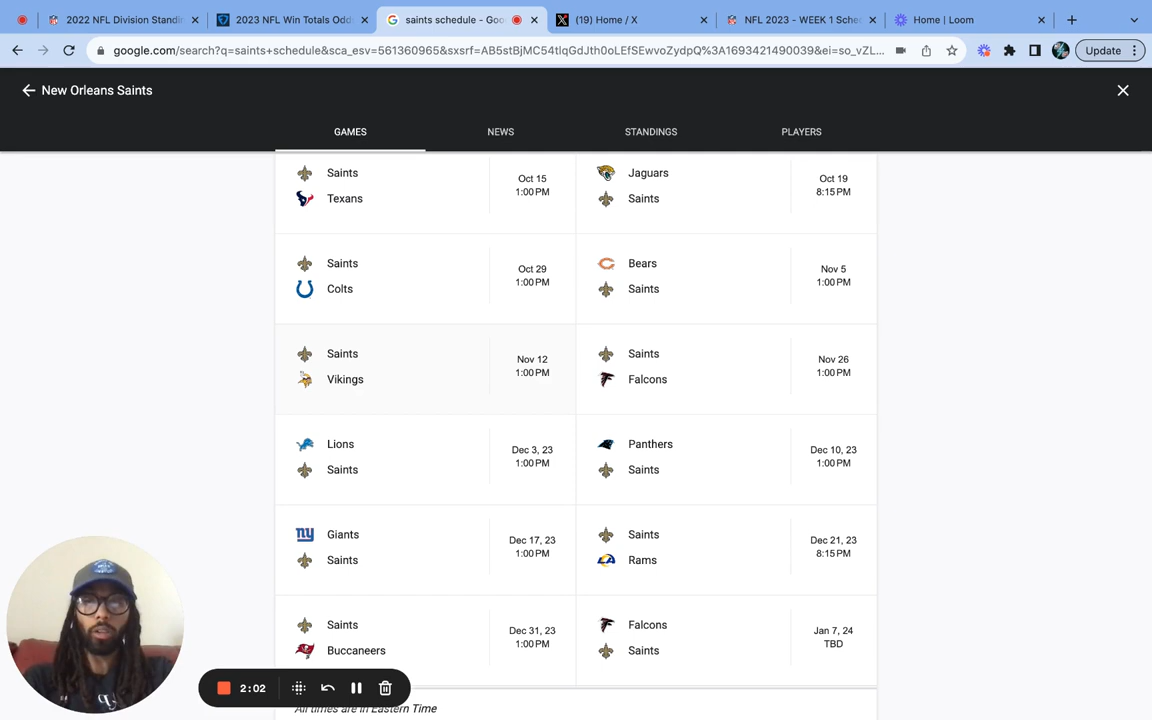 2022 NFL Division Standi
2023 NFL Win Totals Odd
saints schedule - Goo
(19) Home / X
NFL 2023 - WEEK 1 Sche
Home | Loom
google.com/search?q=saints+schedule&sca_esv=561360965&sxsrf=AB5stBjMC54tlqGdJth0oLEfSEwvoZydpQ%3A1693421490039&ei=so_vZL...
Update
New Orleans Saints
GAMES
NEWS
STANDINGS
PLAYERS
Saints
Texans
Oct 15
1:00 PM
Jaguars
Saints
Oct 19
8:15 PM
Saints
Colts
Oct 29
1:00 PM
Bears
Saints
Nov 5
1:00 PM
Saints
Vikings
Nov 12
1:00 PM
Saints
Falcons
Nov 26
1:00 PM
Lions
Saints
Dec 3, 23
1:00 PM
Panthers
Saints
Dec 10, 23
1:00 PM
Giants
Saints
Dec 17, 23
1:00 PM
Saints
Rams
Dec 21, 23
8:15 PM
Saints
Buccaneers
Dec 31, 23
1:00 PM
Falcons
Saints
Jan 7, 24
TBD
2:02
All times are in Eastern Time